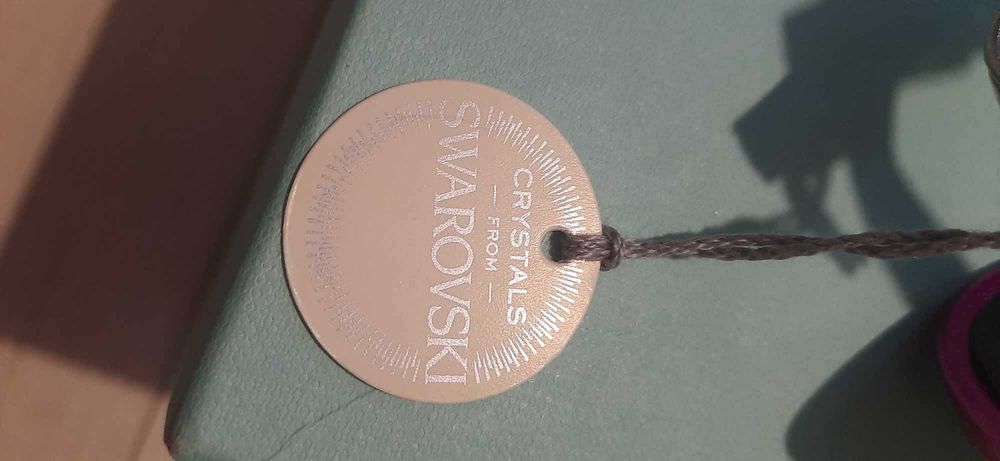 CRYSTALS
— FROM —
SWAROVSKI